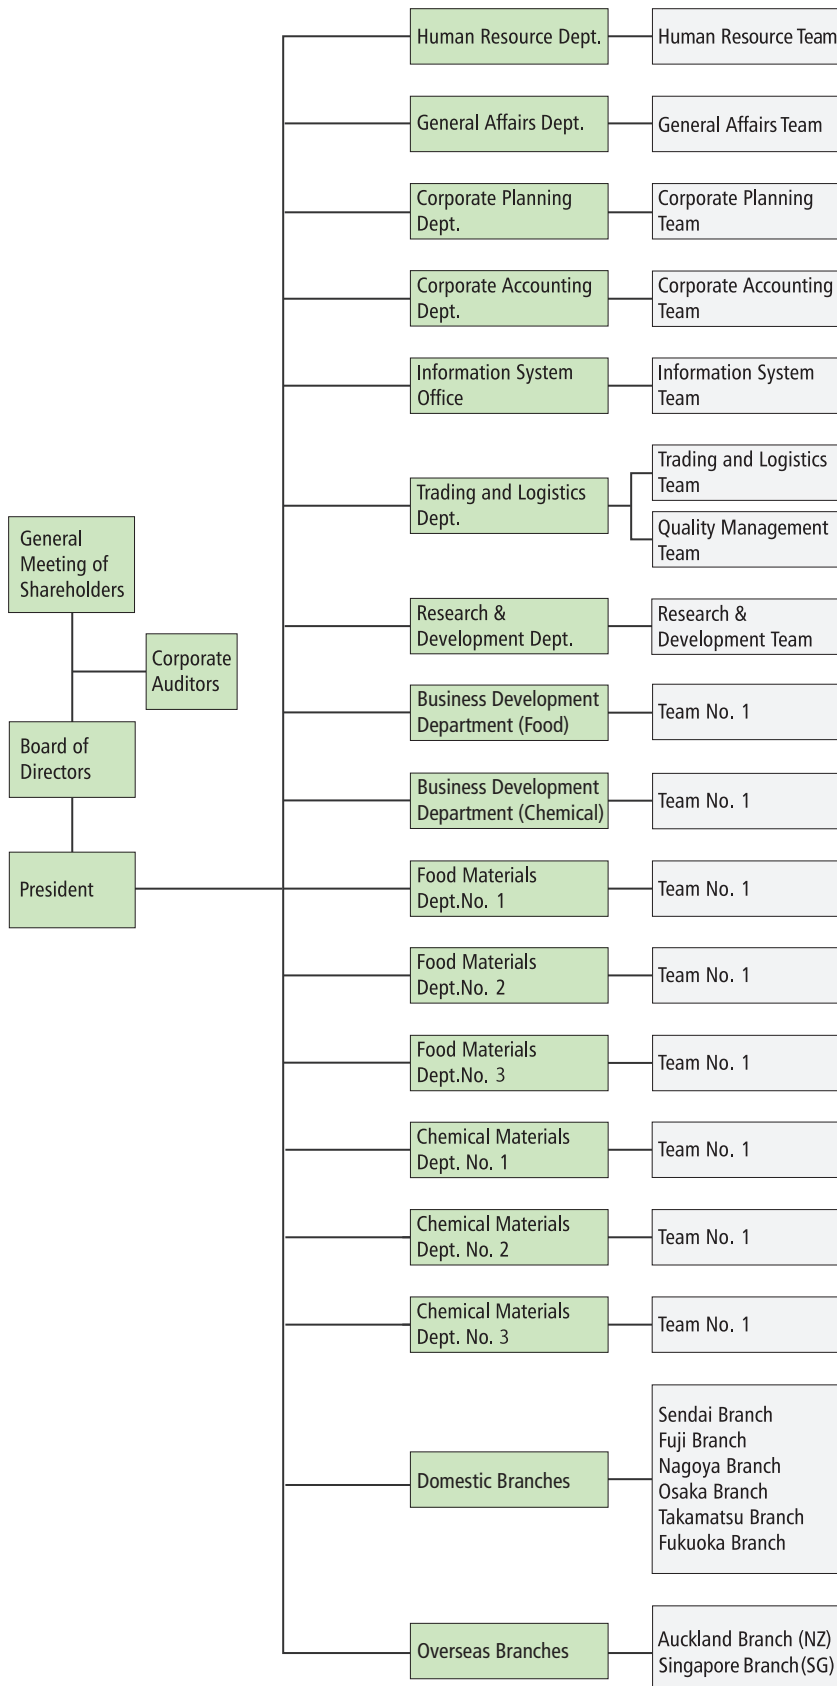 Human Resource Dept.
Human Resource Team
General Affairs Dept.
General Affairs Team
Corporate Planning
Dept.
Corporate Planning
Team
Corporate Accounting
Dept.
Corporate Accounting
Team
Information System
Office
Information System
Team
Trading and Logistics
Dept.
Trading and Logistics
Team
Quality Management
Team
General
Meeting of
Shareholders
Corporate
Auditors
Board of
Directors
President
Research &
Development Dept.
Research &
Development Team
Business Development
Department (Food)
Team No. 1
Business Development
Department (Chemical)
Team No. 1
Food Materials
Dept.No. 1
Team No. 1
Food Materials
Dept.No. 2
Team No. 1
Food Materials
Dept.No. 3
Team No. 1
Chemical Materials
Dept. No. 1
Team No. 1
Chemical Materials
Dept. No. 2
Team No. 1
Chemical Materials
Dept. No. 3
Team No. 1
Domestic Branches
Sendai Branch
Fuji Branch
Nagoya Branch
Osaka Branch
Takamatsu Branch
Fukuoka Branch
Overseas Branches
Auckland Branch (NZ)
Singapore Branch (SG)